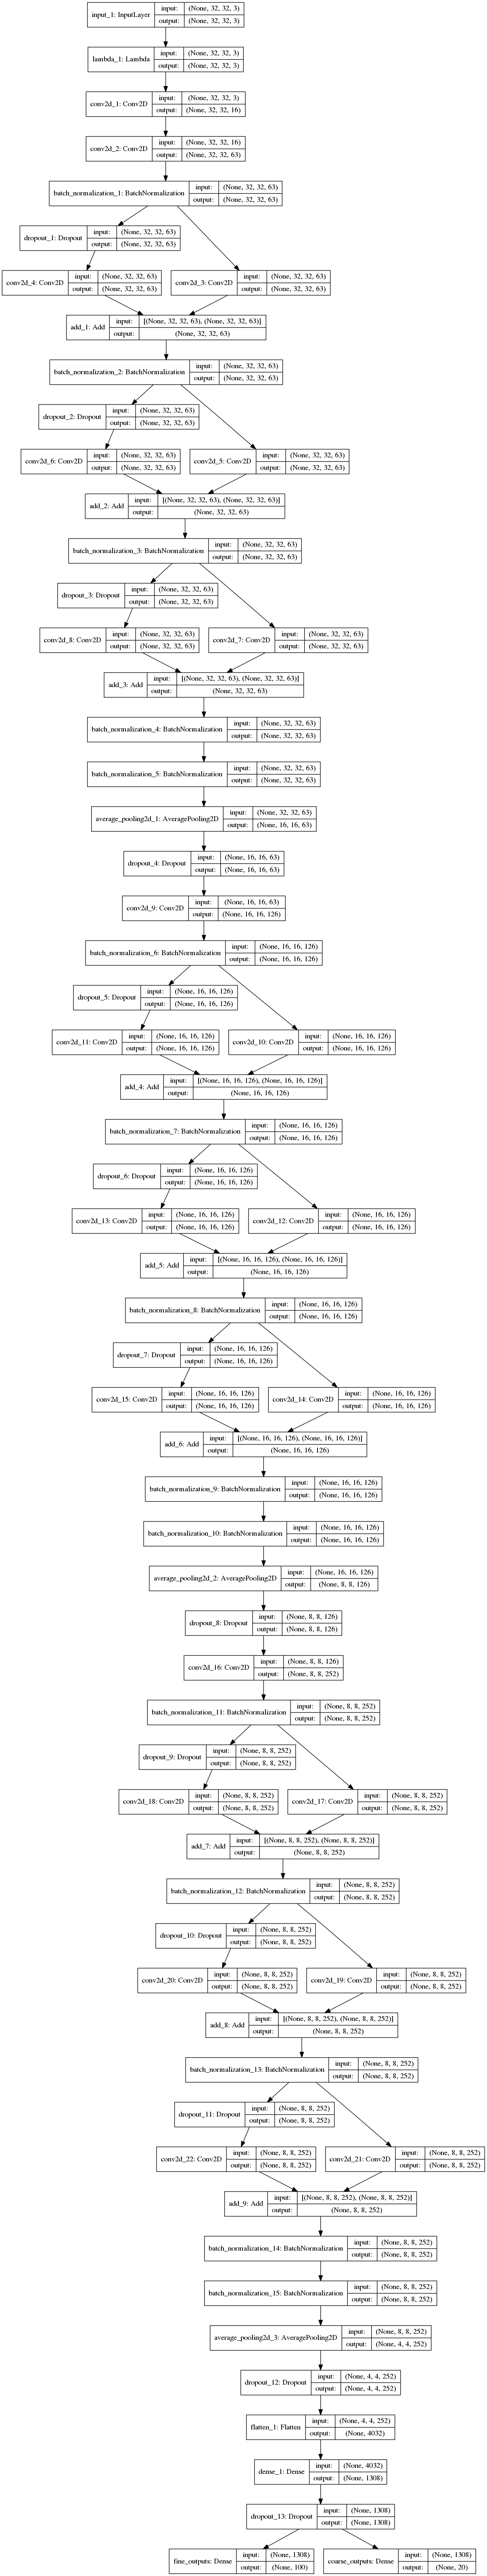 input_1: InputLayer
input: (None, 32, 32, 3)
output: (None, 32, 32, 3)
lambda_1: Lambda
input: (None, 32, 32, 3)
output: (None, 32, 32, 3)
conv2d_1: Conv2D
input: (None, 32, 32, 3)
output: (None, 32, 32, 16)
conv2d_2: Conv2D
input: (None, 32, 32, 16)
output: (None, 32, 32, 63)
batch_normalization_1: BatchNormalization
input: (None, 32, 32, 63)
output: (None, 32, 32, 63)
dropout_1: Dropout
input: (None, 32, 32, 63)
output: (None, 32, 32, 63)
conv2d_4: Conv2D
input: (None, 32, 32, 63)
output: (None, 32, 32, 63)
conv2d_3: Conv2D
input: (None, 32, 32, 63)
output: (None, 32, 32, 63)
add_1: Add
input: [(None, 32, 32, 63), (None, 32, 32, 63)]
output: (None, 32, 32, 63)
batch_normalization_2: BatchNormalization
input: (None, 32, 32, 63)
output: (None, 32, 32, 63)
dropout_2: Dropout
input: (None, 32, 32, 63)
output: (None, 32, 32, 63)
conv2d_6: Conv2D
input: (None, 32, 32, 63)
output: (None, 32, 32, 63)
conv2d_5: Conv2D
input: (None, 32, 32, 63)
output: (None, 32, 32, 63)
add_2: Add
input: [(None, 32, 32, 63), (None, 32, 32, 63)]
output: (None, 32, 32, 63)
batch_normalization_3: BatchNormalization
input: (None, 32, 32, 63)
output: (None, 32, 32, 63)
dropout_3: Dropout
input: (None, 32, 32, 63)
output: (None, 32, 32, 63)
conv2d_8: Conv2D
input: (None, 32, 32, 63)
output: (None, 32, 32, 63)
conv2d_7: Conv2D
input: (None, 32, 32, 63)
output: (None, 32, 32, 63)
add_3: Add
input: [(None, 32, 32, 63), (None, 32, 32, 63)]
output: (None, 32, 32, 63)
batch_normalization_4: BatchNormalization
input: (None, 32, 32, 63)
output: (None, 32, 32, 63)
batch_normalization_5: BatchNormalization
input: (None, 32, 32, 63)
output: (None, 32, 32, 63)
average_pooling2d_1: AveragePooling2D
input: (None, 32, 32, 63)
output: (None, 16, 16, 63)
dropout_4: Dropout
input: (None, 16, 16, 63)
output: (None, 16, 16, 63)
conv2d_9: Conv2D
input: (None, 16, 16, 63)
output: (None, 16, 16, 126)
batch_normalization_6: BatchNormalization
input: (None, 16, 16, 126)
output: (None, 16, 16, 126)
dropout_5: Dropout
input: (None, 16, 16, 126)
output: (None, 16, 16, 126)
conv2d_11: Conv2D
input: (None, 16, 16, 126)
output: (None, 16, 16, 126)
conv2d_10: Conv2D
input: (None, 16, 16, 126)
output: (None, 16, 16, 126)
add_4: Add
input: [(None, 16, 16, 126), (None, 16, 16, 126)]
output: (None, 16, 16, 126)
batch_normalization_7: BatchNormalization
input: (None, 16, 16, 126)
output: (None, 16, 16, 126)
dropout_6: Dropout
input: (None, 16, 16, 126)
output: (None, 16, 16, 126)
conv2d_13: Conv2D
input: (None, 16, 16, 126)
output: (None, 16, 16, 126)
conv2d_12: Conv2D
input: (None, 16, 16, 126)
output: (None, 16, 16, 126)
add_5: Add
input: [(None, 16, 16, 126), (None, 16, 16, 126)]
output: (None, 16, 16, 126)
batch_normalization_8: BatchNormalization
input: (None, 16, 16, 126)
output: (None, 16, 16, 126)
dropout_7: Dropout
input: (None, 16, 16, 126)
output: (None, 16, 16, 126)
conv2d_15: Conv2D
input: (None, 16, 16, 126)
output: (None, 16, 16, 126)
conv2d_14: Conv2D
input: (None, 16, 16, 126)
output: (None, 16, 16, 126)
add_6: Add
input: [(None, 16, 16, 126), (None, 16, 16, 126)]
output: (None, 16, 16, 126)
batch_normalization_9: BatchNormalization
input: (None, 16, 16, 126)
output: (None, 16, 16, 126)
batch_normalization_10: BatchNormalization
input: (None, 16, 16, 126)
output: (None, 16, 16, 126)
average_pooling2d_2: AveragePooling2D
input: (None, 16, 16, 126)
output: (None, 8, 8, 126)
dropout_8: Dropout
input: (None, 8, 8, 126)
output: (None, 8, 8, 126)
conv2d_16: Conv2D
input: (None, 8, 8, 126)
output: (None, 8, 8, 252)
batch_normalization_11: BatchNormalization
input: (None, 8, 8, 252)
output: (None, 8, 8, 252)
dropout_9: Dropout
input: (None, 8, 8, 252)
output: (None, 8, 8, 252)
conv2d_18: Conv2D
input: (None, 8, 8, 252)
output: (None, 8, 8, 252)
conv2d_17: Conv2D
input: (None, 8, 8, 252)
output: (None, 8, 8, 252)
add_7: Add
input: [(None, 8, 8, 252), (None, 8, 8, 252)]
output: (None, 8, 8, 252)
batch_normalization_12: BatchNormalization
input: (None, 8, 8, 252)
output: (None, 8, 8, 252)
dropout_10: Dropout
input: (None, 8, 8, 252)
output: (None, 8, 8, 252)
conv2d_20: Conv2D
input: (None, 8, 8, 252)
output: (None, 8, 8, 252)
conv2d_19: Conv2D
input: (None, 8, 8, 252)
output: (None, 8, 8, 252)
add_8: Add
input: [(None, 8, 8, 252), (None, 8, 8, 252)]
output: (None, 8, 8, 252)
batch_normalization_13: BatchNormalization
input: (None, 8, 8, 252)
output: (None, 8, 8, 252)
dropout_11: Dropout
input: (None, 8, 8, 252)
output: (None, 8, 8, 252)
conv2d_22: Conv2D
input: (None, 8, 8, 252)
output: (None, 8, 8, 252)
conv2d_21: Conv2D
input: (None, 8, 8, 252)
output: (None, 8, 8, 252)
add_9: Add
input: [(None, 8, 8, 252), (None, 8, 8, 252)]
output: (None, 8, 8, 252)
batch_normalization_14: BatchNormalization
input: (None, 8, 8, 252)
output: (None, 8, 8, 252)
batch_normalization_15: BatchNormalization
input: (None, 8, 8, 252)
output: (None, 8, 8, 252)
average_pooling2d_3: AveragePooling2D
input: (None, 8, 8, 252)
output: (None, 4, 4, 252)
dropout_12: Dropout
input: (None, 4, 4, 252)
output: (None, 4, 4, 252)
flatten_1: Flatten
input: (None, 4, 4, 252)
output: (None, 4032)
dense_1: Dense
input: (None, 4032)
output: (None, 1308)
dropout_13: Dropout
input: (None, 1308)
output: (None, 1308)
fine_outputs: Dense
input: (None, 1308)
output: (None, 100)
coarse_outputs: Dense
input: (None, 1308)
output: (None, 20)